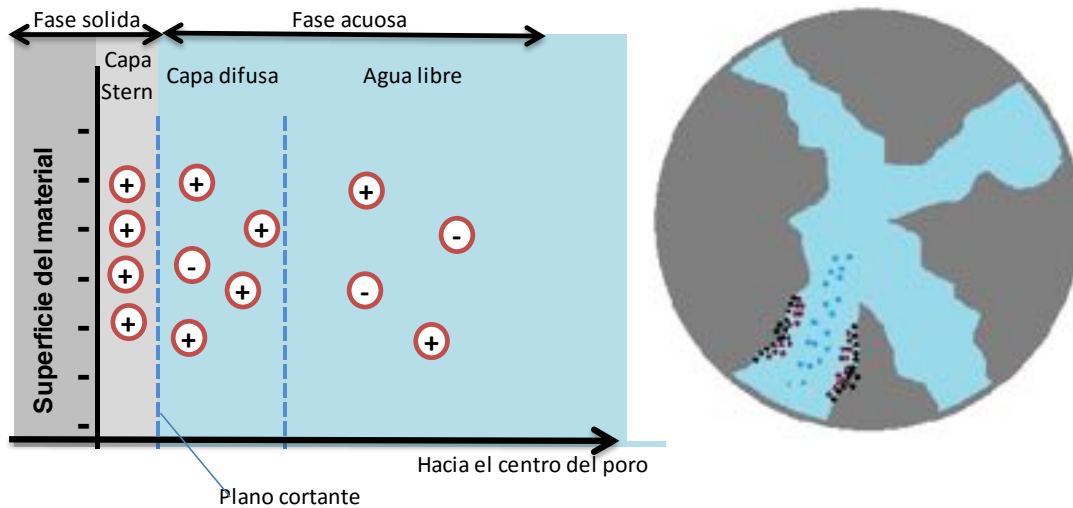 Fase solida
Fase acuosa
Capa
Stern
Capa difusa
Agua libre
Superficie del material
-
-
-
-
-
-
-
+
+
+
+
+
+
-
+
+
+
-
-
+
Hacia el centro del poro
Plano cortante